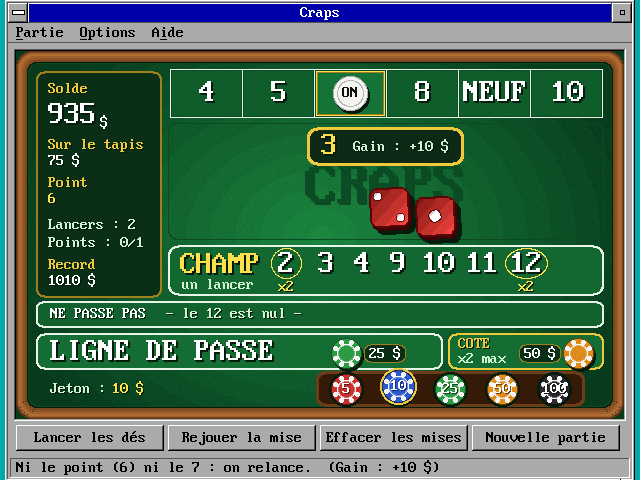 Craps
Partie Options Aide
Solde
935 $
Sur le tapis
75 $
Point
6
Lancers : 2
Points : 0/1
Record
1010 $
4 5 ON 8 NEUF 10
3 Gain : +10 $
CRAPS
CHAMP 2 3 4 9 10 11 12
un lancer x2 x2
NE PASSE PAS - le 12 est nul -
LIGNE DE PASSE 25 $
COTE
x2 max 50 $
Jeton : 10 $ 5 10 25 50 100
Lancer les dés Rejouer la mise Effacer les mises Nouvelle partie
Ni le point (6) ni le 7 : on relance. (Gain : +10 $)